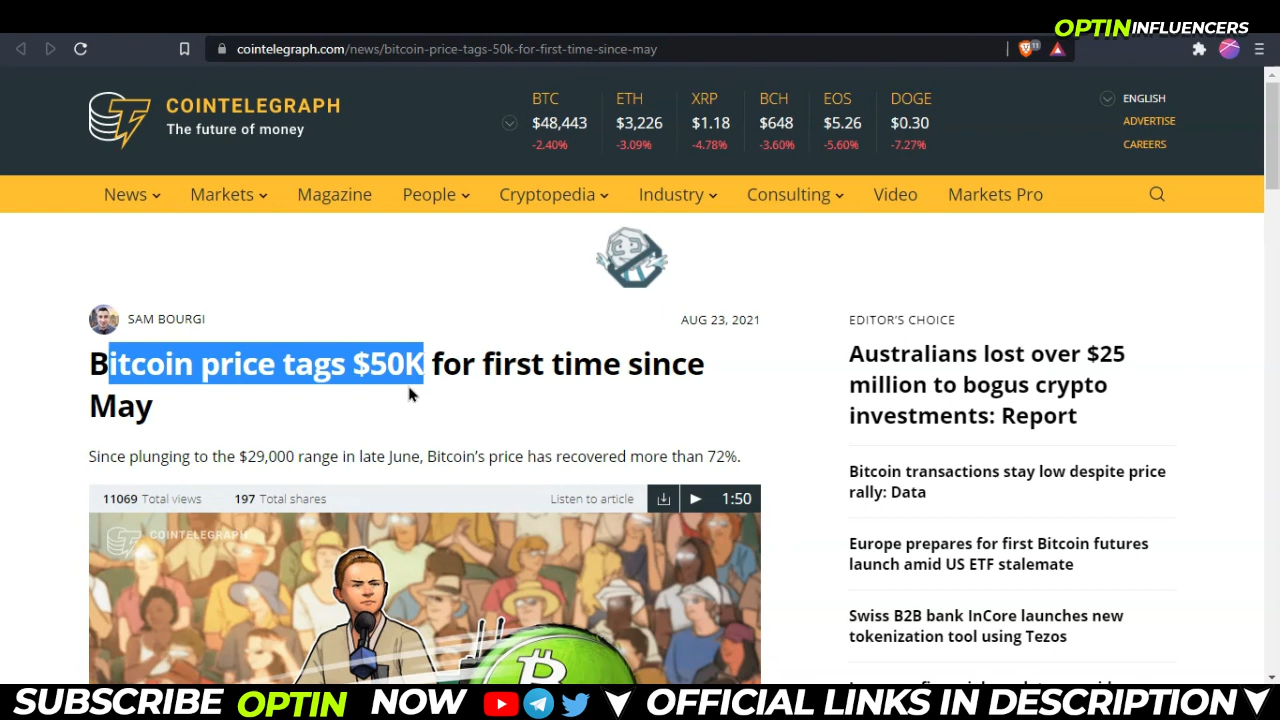 OPTIN INFLUENCERS
cointelegraph.com/news/bitcoin-price-tags-50k-for-first-time-since-may
11
COINTELEGRAPH
The future of money
BTC ETH XRP BCH EOS DOGE
$48,443 $3,226 $1.18 $648 $5.26 $0.30
-2.40% -3.09% -4.78% -3.60% -5.60% -7.27%
ENGLISH
ADVERTISE
CAREERS
News Markets Magazine People Cryptopedia Industry Consulting Video Markets Pro
SAM BOURGI
AUG 23, 2021
Bitcoin price tags $50K for first time since
May
Since plunging to the $29,000 range in late June, Bitcoin's price has recovered more than 72%.
11069 Total views 197 Total shares Listen to article 1:50
COINTELEGRAPH
EDITOR'S CHOICE
Australians lost over $25
million to bogus crypto
investments: Report
Bitcoin transactions stay low despite price
rally: Data
Europe prepares for first Bitcoin futures
launch amid US ETF stalemate
Swiss B2B bank InCore launches new
tokenization tool using Tezos
SUBSCRIBE OPTIN NOW OFFICIAL LINKS IN DESCRIPTION